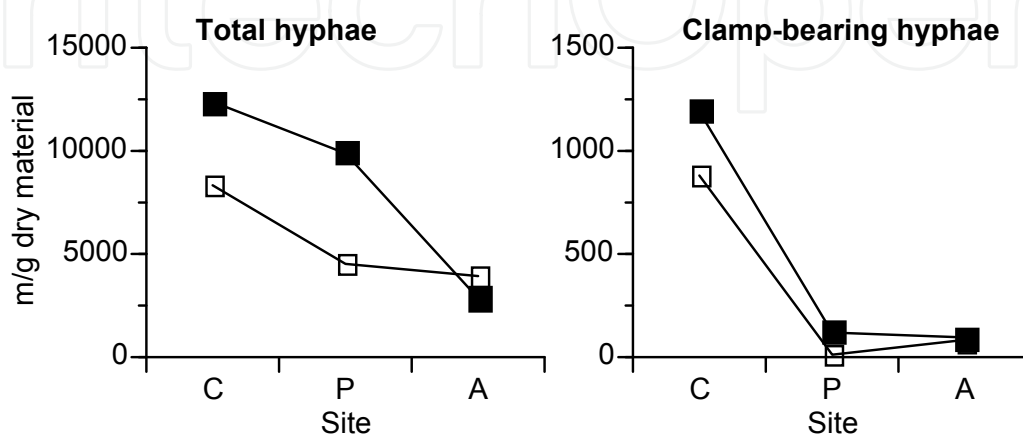 Total hyphae
15000
10000
5000
0
m/g dry material
C P A
Site
Clamp-bearing hyphae
1500
1000
500
0
C P A
Site